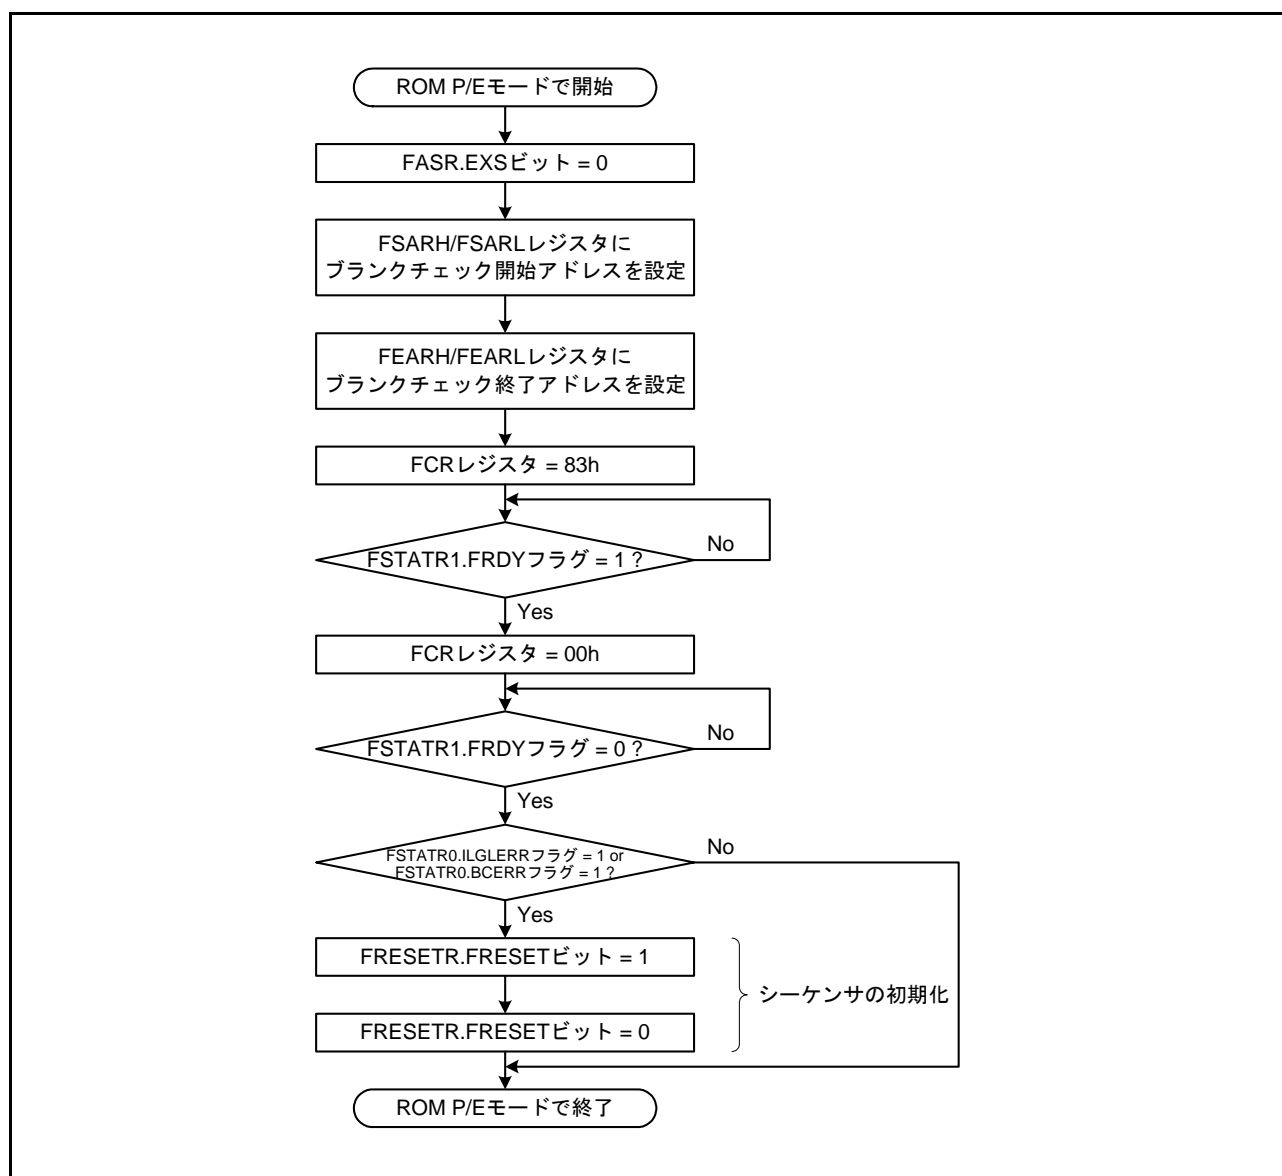 ROM P/Eモードで開始
FASR.EXSビット = 0
FSARH/FSARLレジスタに
ブランクチェック開始アドレスを設定
FEARH/FEARLレジスタに
ブランクチェック終了アドレスを設定
FCRレジスタ = 83h
FSTATR1.FRDYフラグ = 1 ?
No
Yes
FCRレジスタ = 00h
FSTATR1.FRDYフラグ = 0 ?
No
Yes
FSTATR0.ILGLERRフラグ = 1 or
FSTATR0.BCERRフラグ = 1 ?
No
Yes
FRESETR.FRESETビット = 1
シーケンサの初期化
FRESETR.FRESETビット = 0
ROM P/Eモードで終了